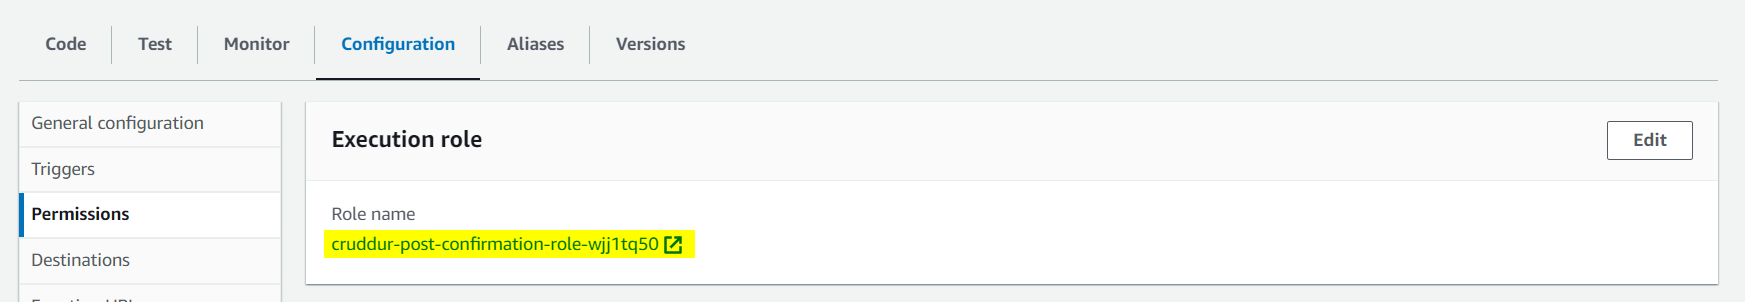 Code
Test
Monitor
Configuration
Aliases
Versions
General configuration
Triggers
Permissions
Destinations
Execution role
Edit
Role name
cruddur-post-confirmation-role-wjj1tq50